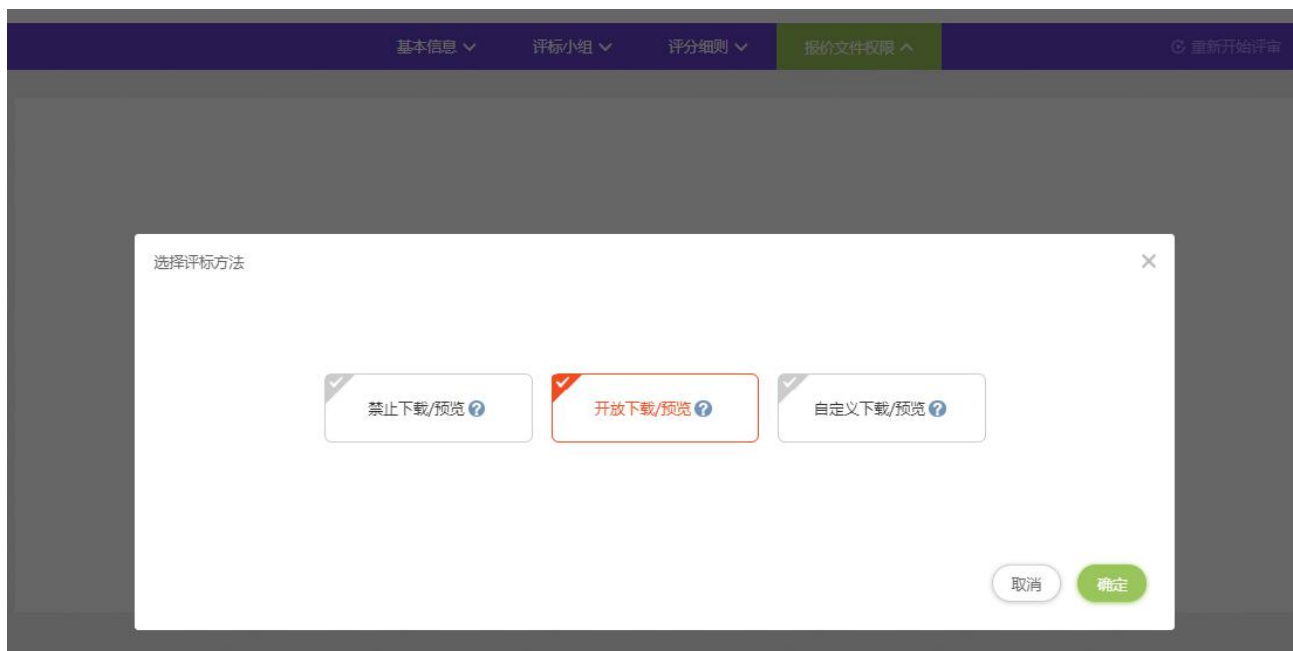 基本信息 评标小组 评分细则 报价文件权限 重新开始评审
选择评标方法
禁止下载/预览 开放下载/预览 自定义下载/预览
取消 确定